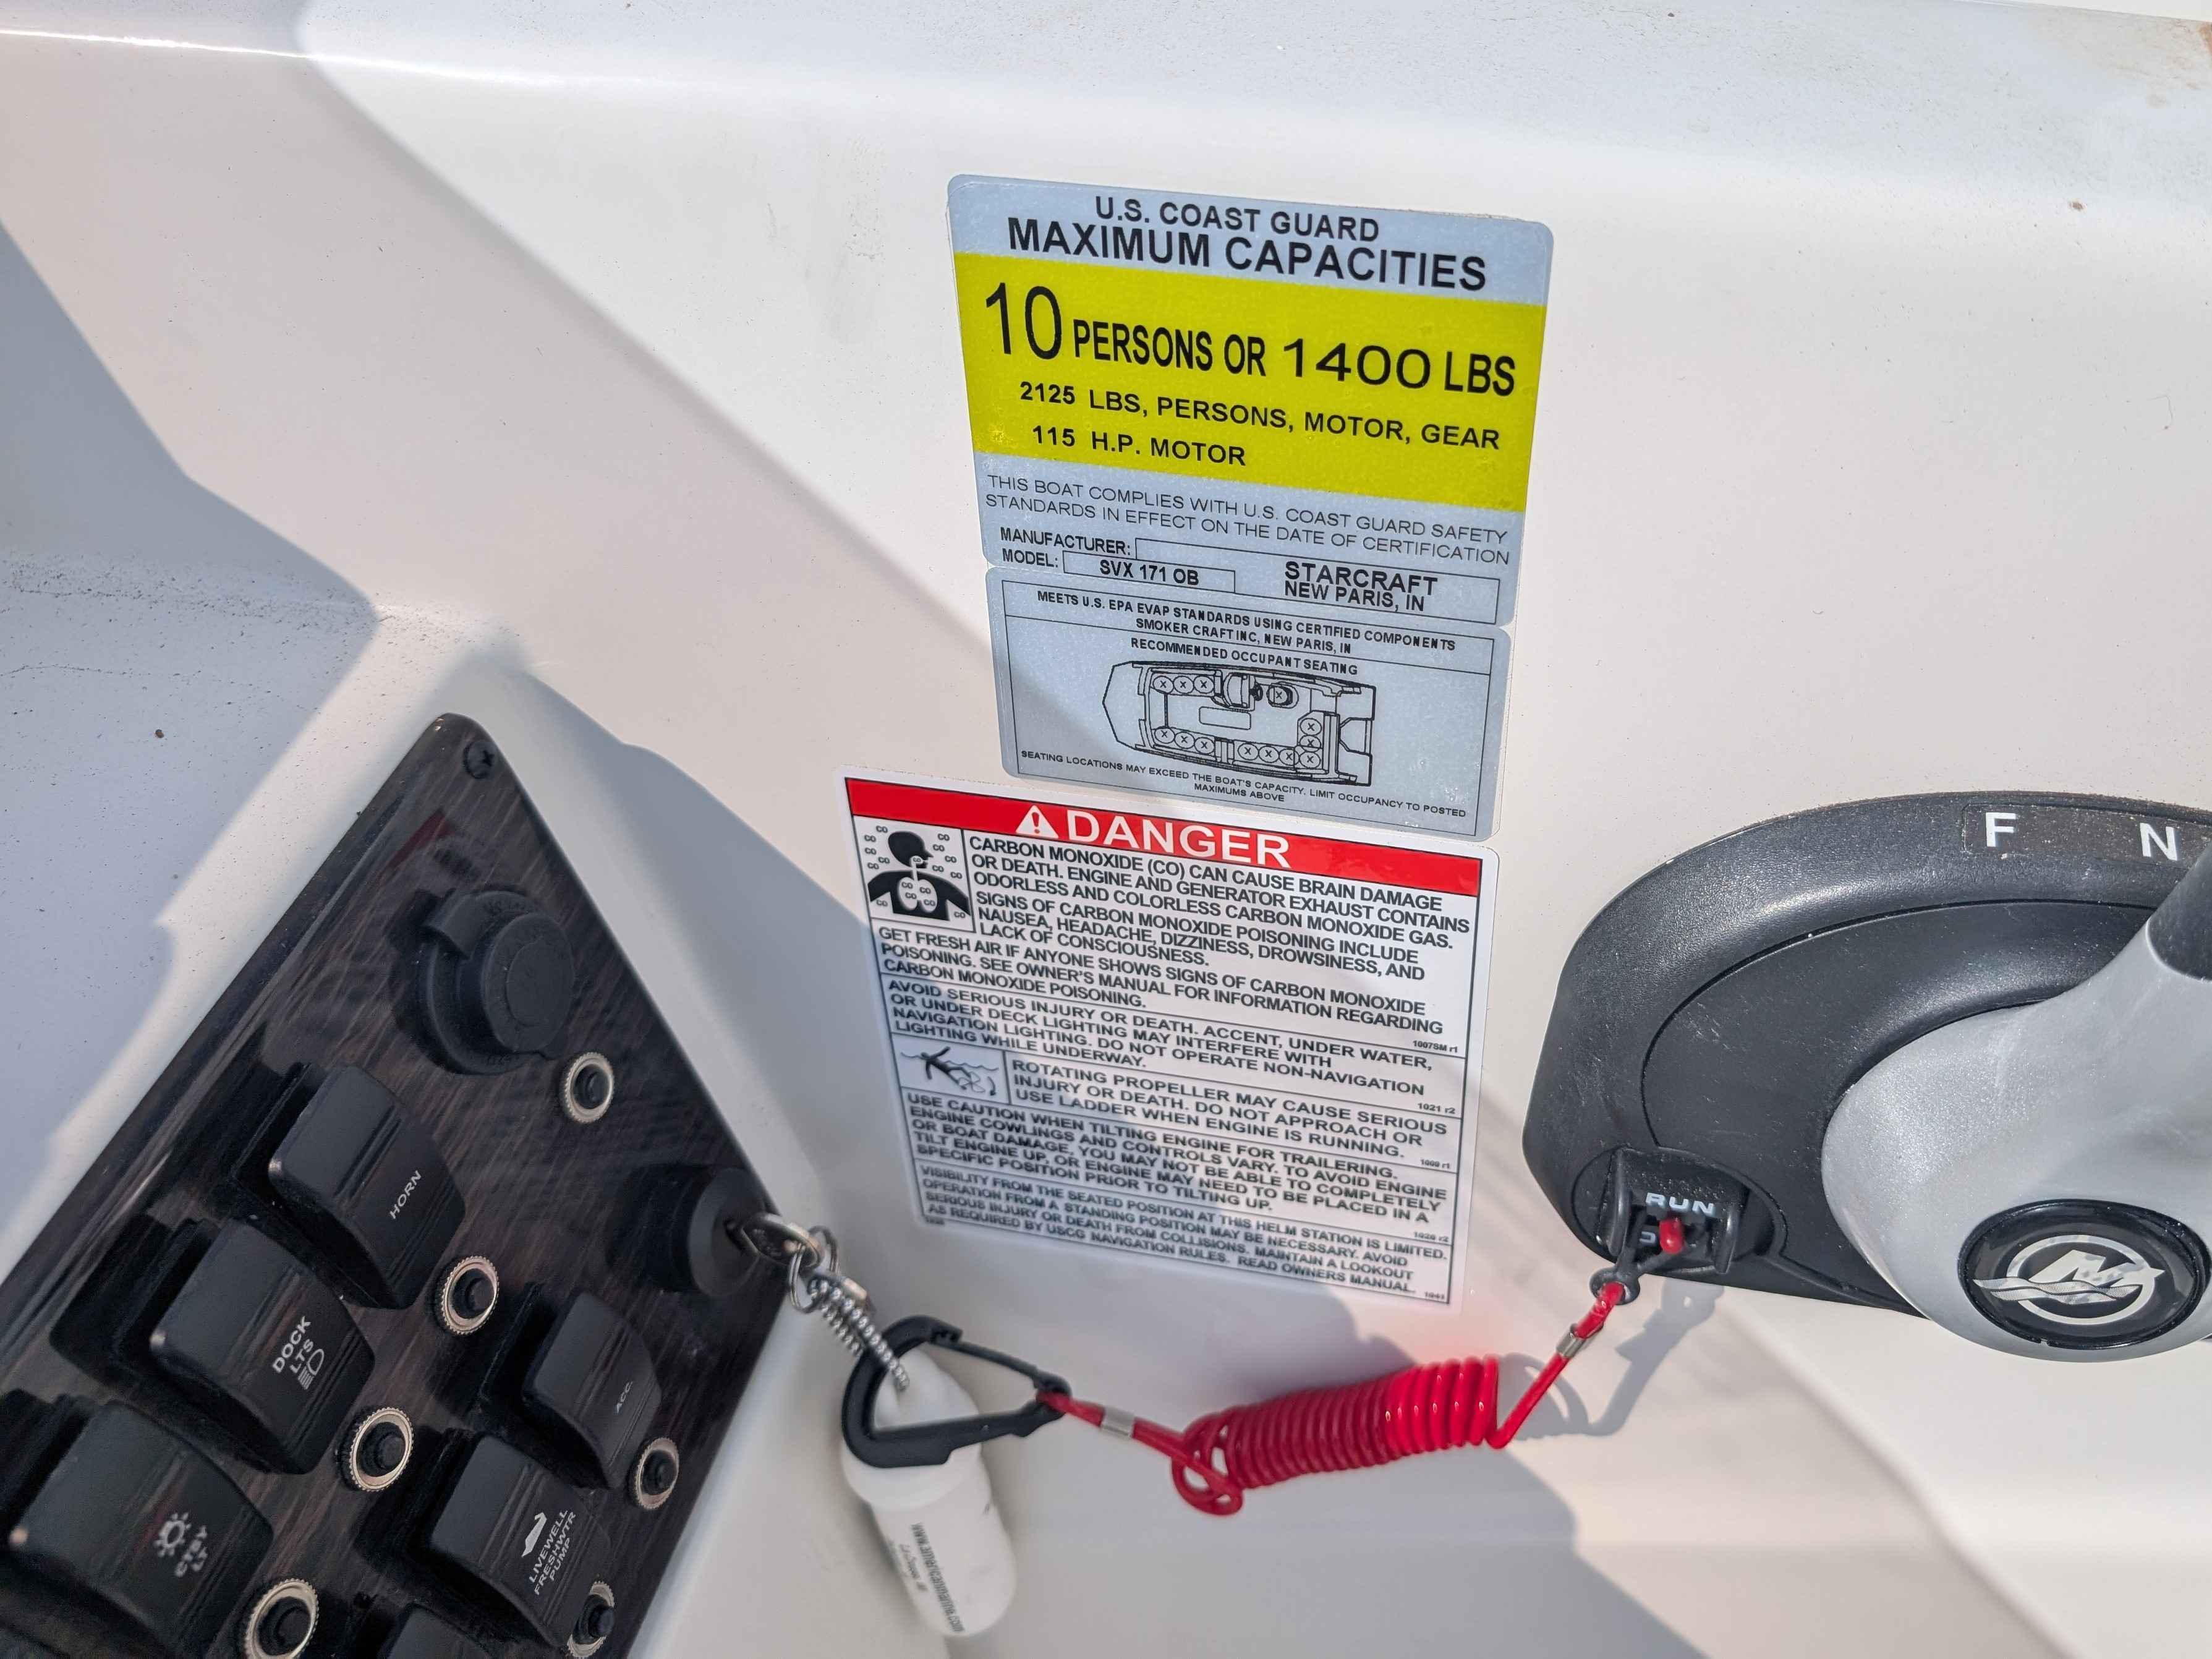 U.S. COAST GUARD
MAXIMUM CAPACITIES
10 PERSONS OR 1400 LBS
2125 LBS, PERSONS, MOTOR, GEAR
115 H.P. MOTOR
THIS BOAT COMPLIES WITH U.S. COAST GUARD SAFETY
STANDARDS IN EFFECT ON THE DATE OF CERTIFICATION
MANUFACTURER: STARCRAFT
MODEL: SVX 171 OB NEW PARIS, IN
MEETS U.S. EPA EVAP STANDARDS USING CERTIFIED COMPONENTS
SMOKER CRAFT INC, NEW PARIS, IN
RECOMMENDED OCCUPANT SEATING
SEATING LOCATIONS MAY EXCEED THE BOAT'S CAPACITY. LIMIT OCCUPANCY TO POSTED
MAXIMUMS ABOVE
DANGER
CARBON MONOXIDE (CO) CAN CAUSE BRAIN DAMAGE
OR DEATH. ENGINE AND GENERATOR EXHAUST CONTAINS
ODORLESS AND COLORLESS CARBON MONOXIDE GAS.
SIGNS OF CARBON MONOXIDE POISONING INCLUDE
NAUSEA, HEADACHE, DIZZINESS, DROWSINESS, AND
LACK OF CONSCIOUSNESS.
GET FRESH AIR IF ANYONE SHOWS SIGNS OF CARBON MONOXIDE
POISONING. SEE OWNER'S MANUAL FOR INFORMATION REGARDING
CARBON MONOXIDE POISONING.
1007SM r1
AVOID SERIOUS INJURY OR DEATH. ACCENT, UNDER WATER,
OR UNDER DECK LIGHTING MAY INTERFERE WITH
NAVIGATION LIGHTING. DO NOT OPERATE NON-NAVIGATION
LIGHTING WHILE UNDERWAY.
1021 r2
ROTATING PROPELLER MAY CAUSE SERIOUS
INJURY OR DEATH. DO NOT APPROACH OR
USE LADDER WHEN ENGINE IS RUNNING.
1009 r1
USE CAUTION WHEN TILTING ENGINE FOR TRAILERING.
ENGINE COWLINGS AND CONTROLS VARY. TO AVOID ENGINE
OR BOAT DAMAGE, YOU MAY NOT BE ABLE TO COMPLETELY
TILT ENGINE UP, OR ENGINE MAY NEED TO BE PLACED IN A
SPECIFIC POSITION PRIOR TO TILTING UP.
1020 r2
VISIBILITY FROM THE SEATED POSITION AT THIS HELM STATION IS LIMITED.
OPERATION FROM A STANDING POSITION MAY BE NECESSARY. AVOID
SERIOUS INJURY OR DEATH FROM COLLISIONS. MAINTAIN A LOOKOUT
AS REQUIRED BY USCG NAVIGATION RULES. READ OWNERS MANUAL.
1041
F N
RUN
HORN
DOCK
LTS
ACC.
CTSY
LT
LIVEWELL
FRESHWTR
PUMP